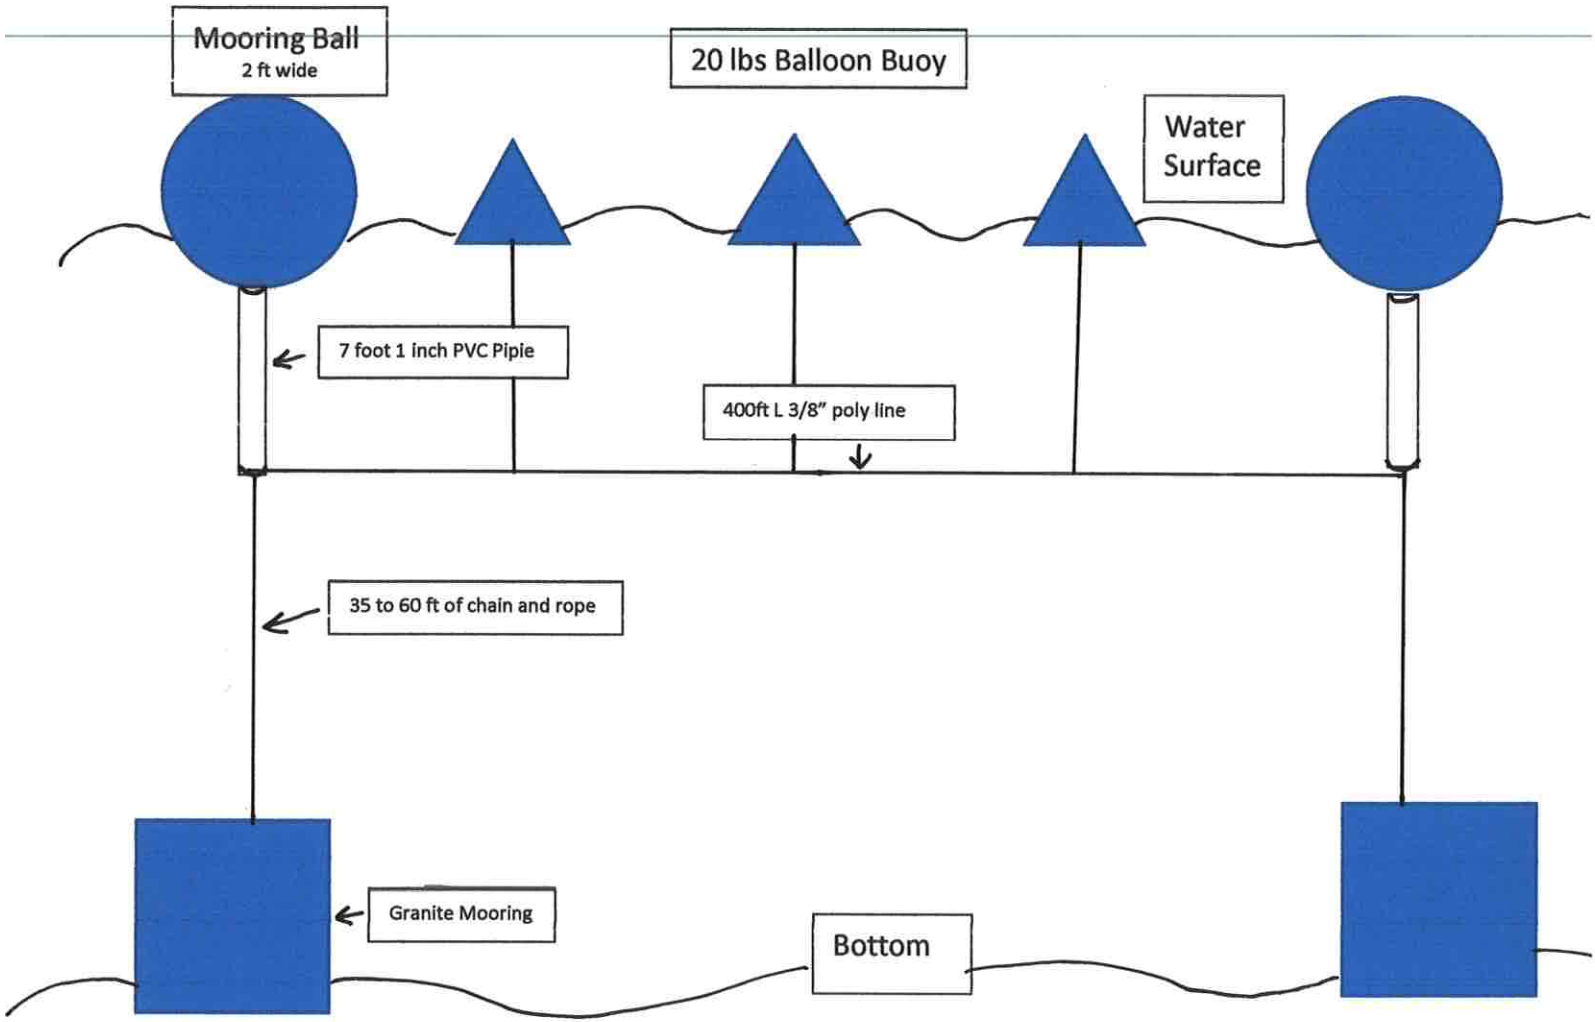 Mooring Ball
2 ft wide
20 lbs Balloon Buoy
Water
Surface
7 foot 1 inch PVC Pipie
400ft L 3/8” poly line
35 to 60 ft of chain and rope
Granite Mooring
Bottom